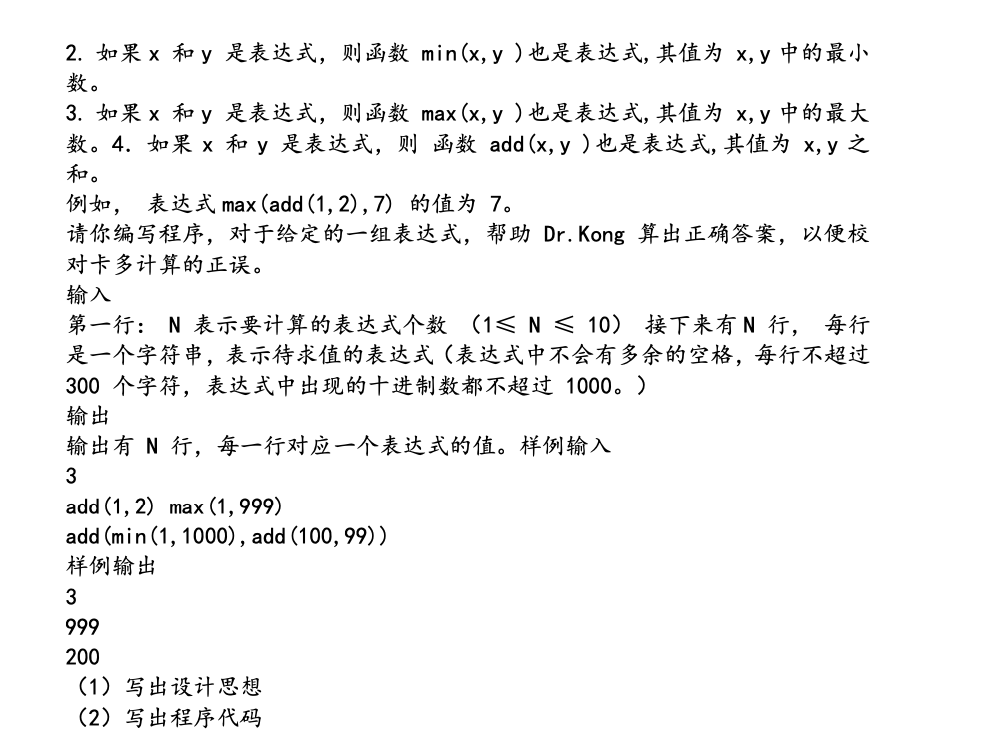 2. 如果 x 和 y 是表达式，则函数 min(x,y )也是表达式,其值为 x,y 中的最小
数。
3. 如果 x 和 y 是表达式，则函数 max(x,y )也是表达式,其值为 x,y 中的最大
数。4. 如果 x 和 y 是表达式，则 函数 add(x,y )也是表达式,其值为 x,y 之
和。
例如， 表达式 max(add(1,2),7) 的值为 7。
请你编写程序，对于给定的一组表达式，帮助 Dr.Kong 算出正确答案，以便校
对卡多计算的正误。
输入
第一行： N 表示要计算的表达式个数 （1≤ N ≤ 10） 接下来有 N 行， 每行
是一个字符串，表示待求值的表达式（表达式中不会有多余的空格，每行不超过
300 个字符，表达式中出现的十进制数都不超过 1000。）
输出
输出有 N 行，每一行对应一个表达式的值。样例输入
3
add(1,2) max(1,999)
add(min(1,1000),add(100,99))
样例输出
3
999
200
（1）写出设计思想
（2）写出程序代码